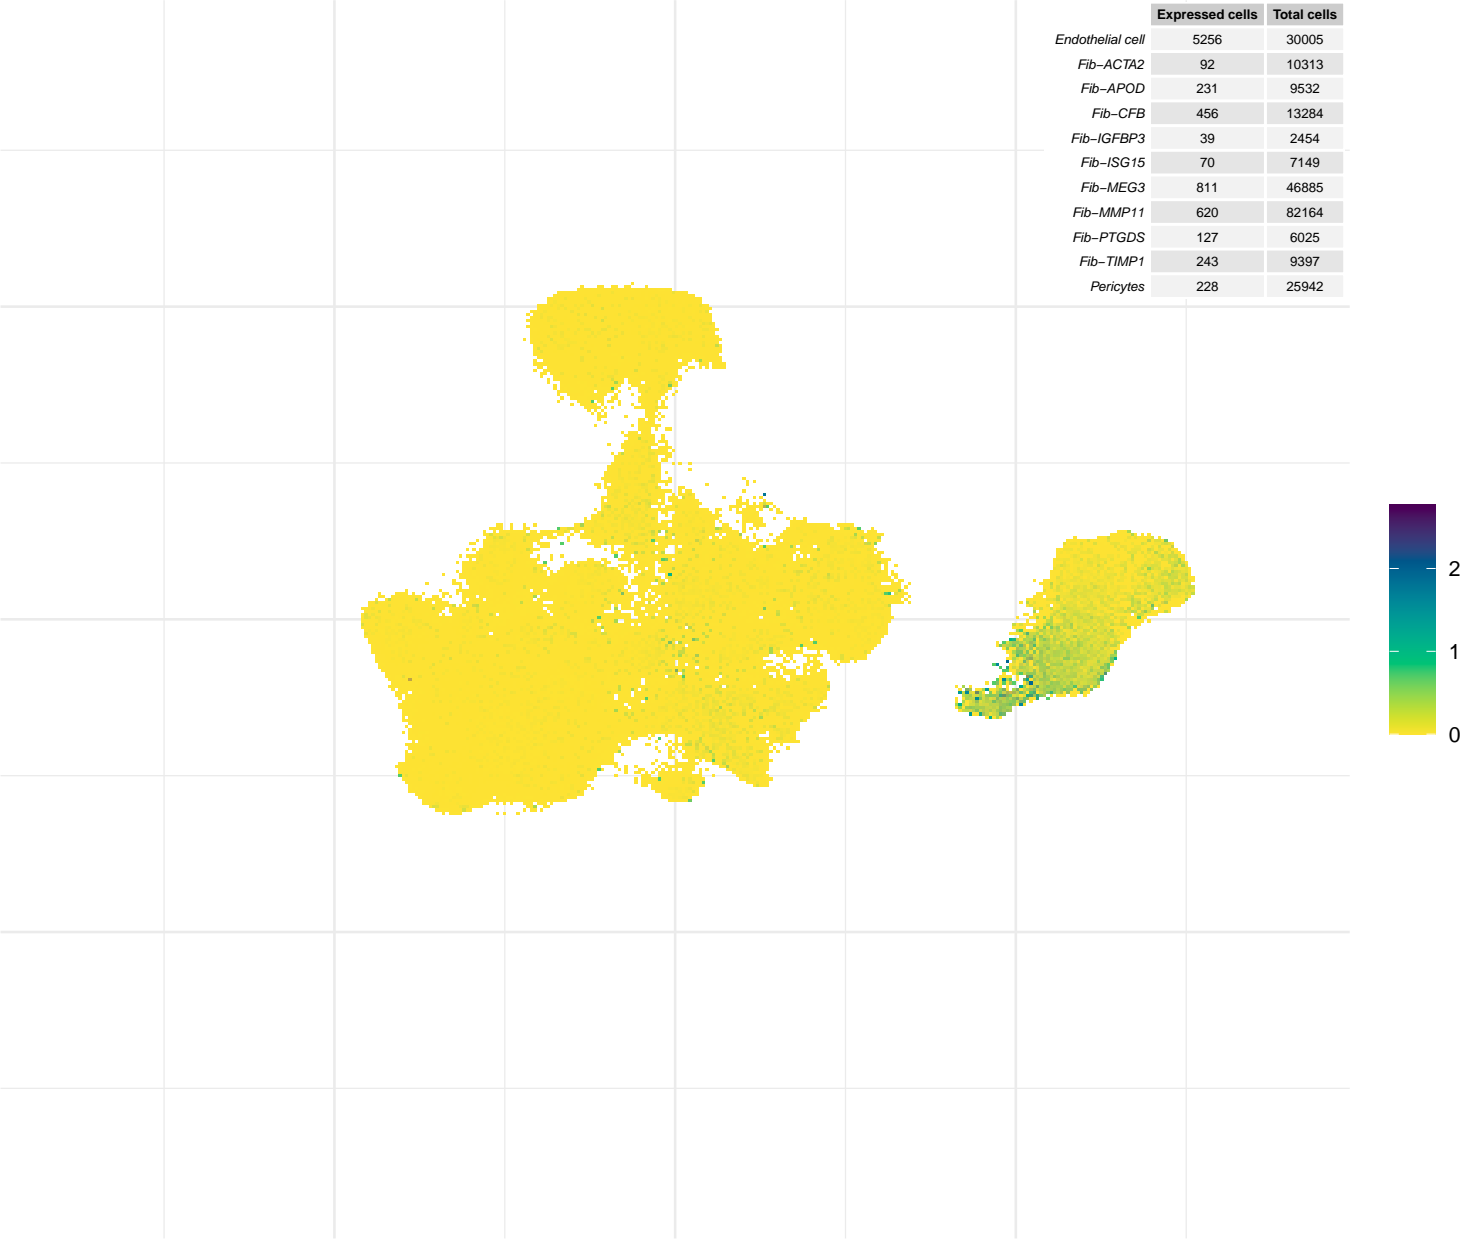 Expressed cells Total cells
Endothelial cell 5256 30005
Fib−ACTA2 92 10313
Fib−APOD 231 9532
Fib−CFB 456 13284
Fib−IGFBP3 39 2454
Fib−ISG15 70 7149
Fib−MEG3 811 46885
Fib−MMP11 620 82164
Fib−PTGDS 127 6025
Fib−TIMP1 243 9397
Pericytes 228 25942
2
1
0